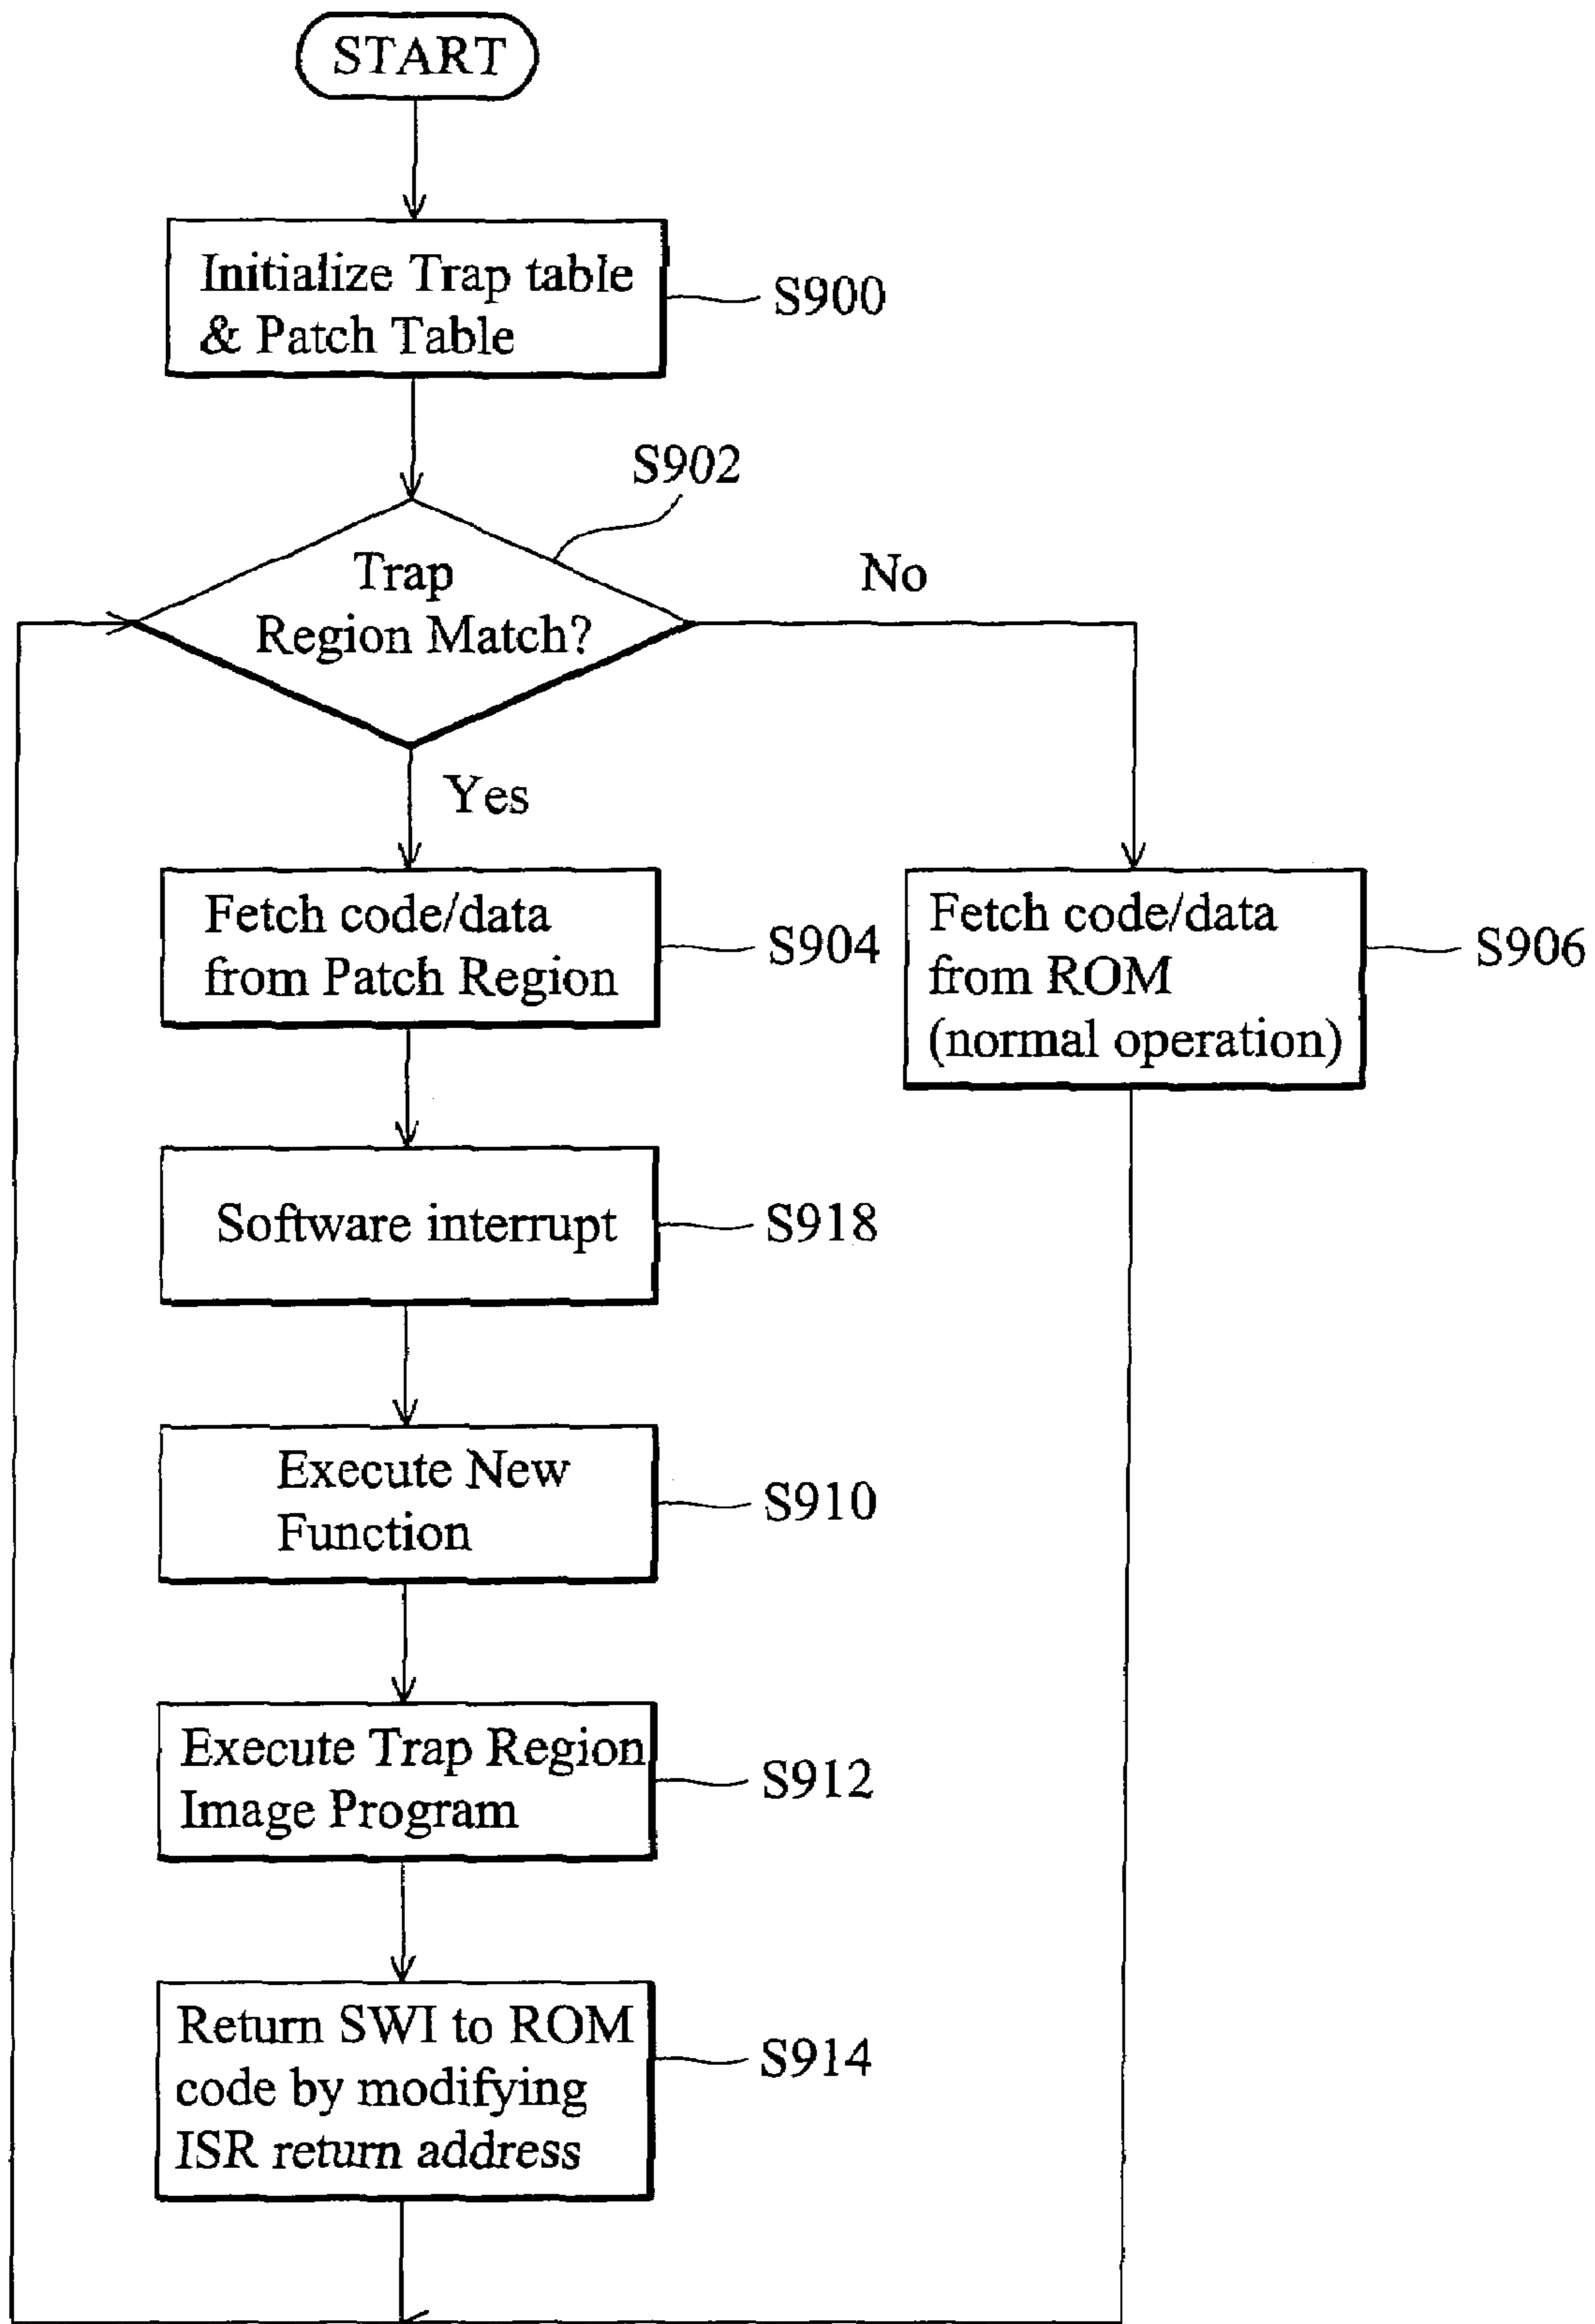 START
Initialize Trap table
& Patch Table
S900
S902
Trap
Region Match?
No
Yes
Fetch code/data
from Patch Region
S904
Fetch code/data
from ROM
(normal operation)
S906
Software interrupt
S918
Execute New
Function
S910
Execute Trap Region
Image Program
S912
Return SWI to ROM
code by modifying
ISR return address
S914